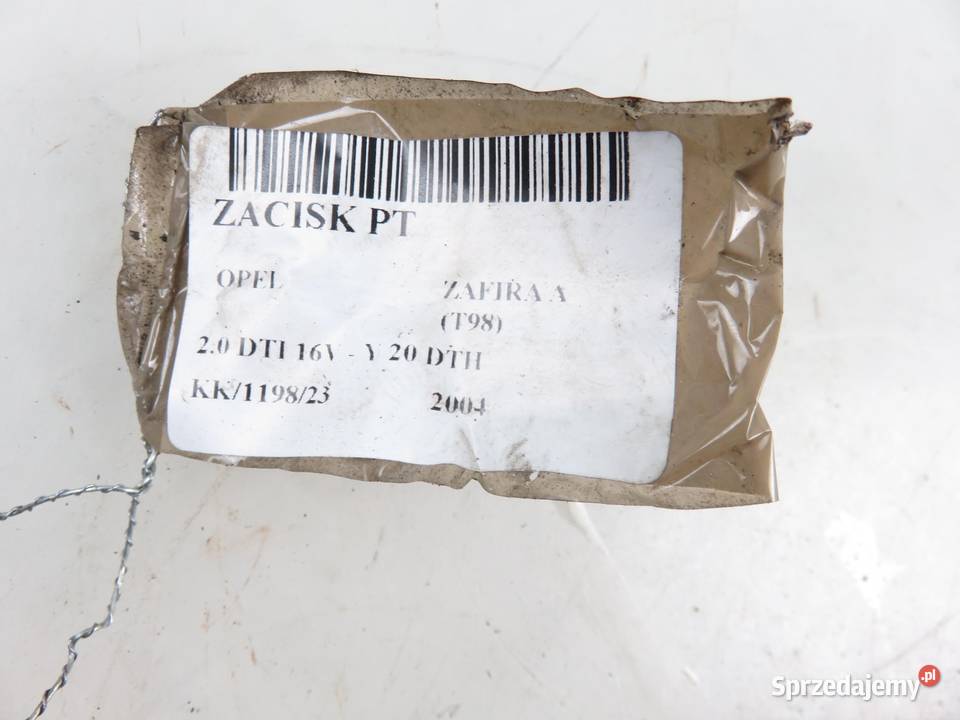 ZACISK PT
OPEL ZAFIRA A
(T98)
2.0 DTI 16V - Y 20 DTH
KK/1198/23 2004
Sprzedajemy.pl